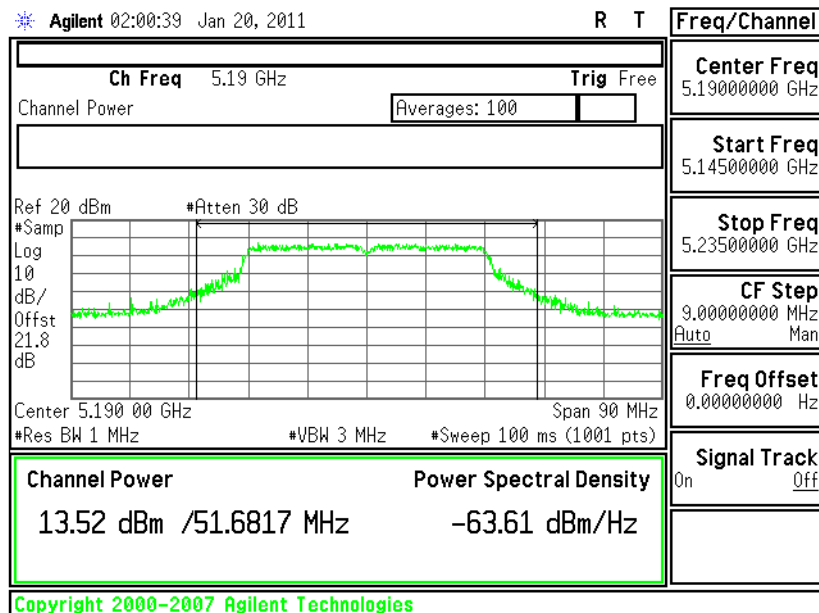 Agilent 02:00:39 Jan 20, 2011 R T
Freq/Channel
Ch Freq 5.19 GHz Trig Free
Channel Power Averages: 100
Center Freq
5.19000000 GHz
Start Freq
5.14500000 GHz
Stop Freq
5.23500000 GHz
CF Step
9.00000000 MHz
Auto Man
Freq Offset
0.00000000 Hz
Signal Track
On Off
Ref 20 dBm #Atten 30 dB
#Samp
Log
10
dB/
Offst
21.8
dB
Center 5.190 00 GHz Span 90 MHz
#Res BW 1 MHz #VBW 3 MHz #Sweep 100 ms (1001 pts)
Channel Power Power Spectral Density
13.52 dBm /51.6817 MHz -63.61 dBm/Hz
Copyright 2000-2007 Agilent Technologies